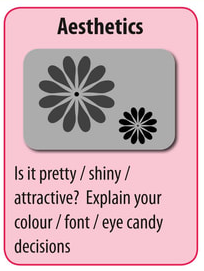 Aesthetics
Is it pretty / shiny /
attractive?  Explain your
colour / font / eye candy
decisions